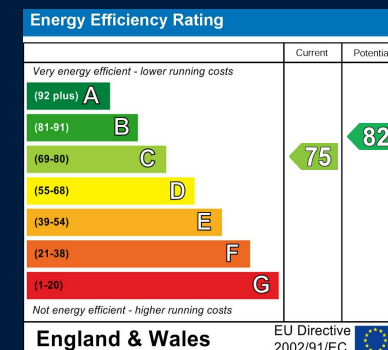 Energy Efficiency Rating
Current Potentia
Very energy efficient - lower running costs
(92 plus) A
(81-91) B
82
(69-80) C
75
(55-68) D
(39-54) E
(21-38) F
(1-20) G
Not energy efficient - higher running costs
England & Wales
EU Directive
2002/91/EC